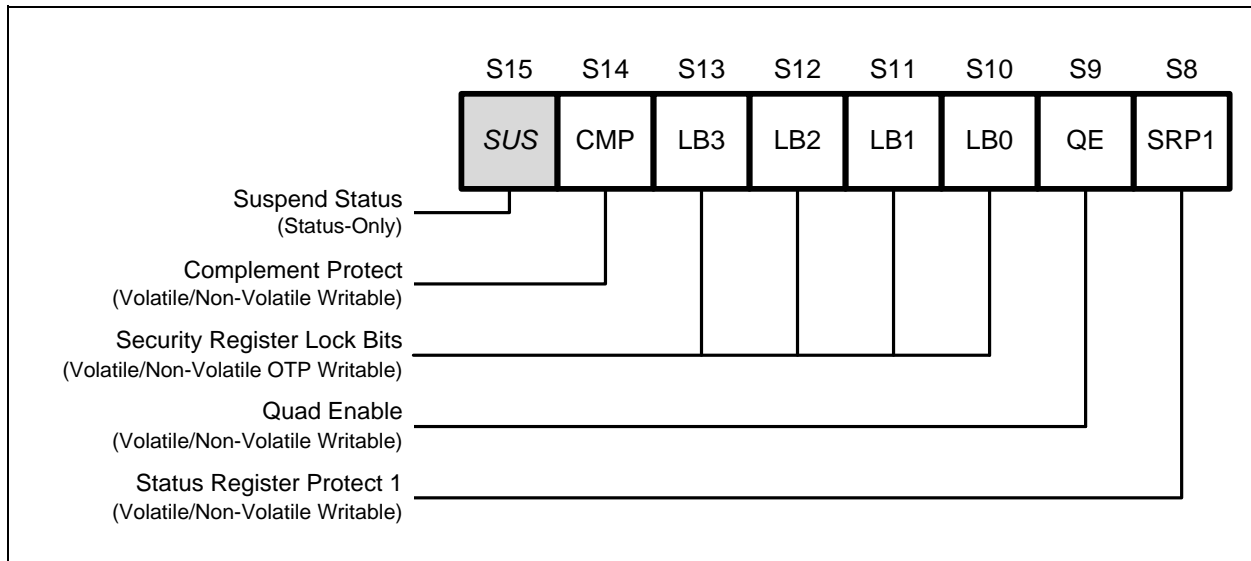 S15 S14 S13 S12 S11 S10 S9 S8
SUS CMP LB3 LB2 LB1 LB0 QE SRP1
Suspend Status
(Status-Only)
Complement Protect
(Volatile/Non-Volatile Writable)
Security Register Lock Bits
(Volatile/Non-Volatile OTP Writable)
Quad Enable
(Volatile/Non-Volatile Writable)
Status Register Protect 1
(Volatile/Non-Volatile Writable)